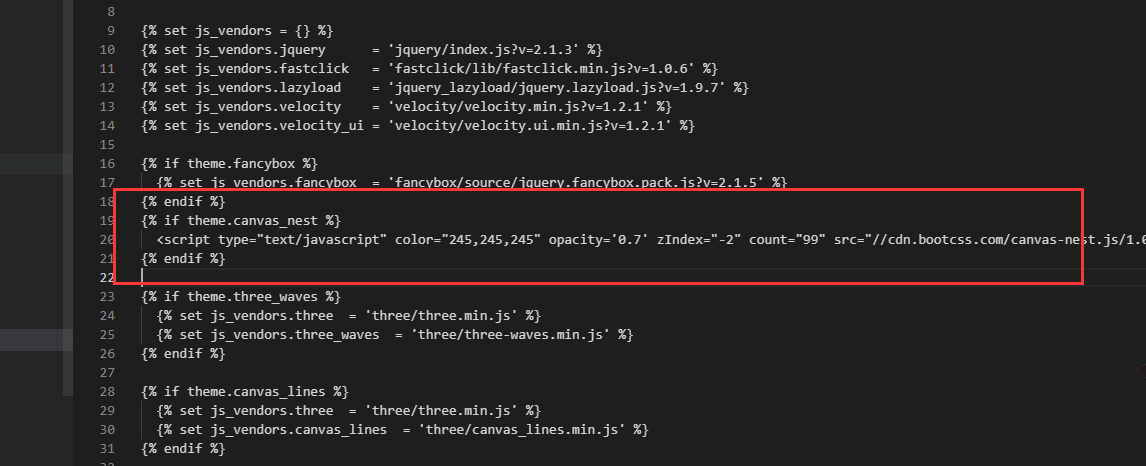 8
9 {% set js_vendors = {} %}
10 {% set js_vendors.jquery      = 'jquery/index.js?v=2.1.3' %}
11 {% set js_vendors.fastclick   = 'fastclick/lib/fastclick.min.js?v=1.0.6' %}
12 {% set js_vendors.lazyload    = 'jquery_lazyload/jquery.lazyload.js?v=1.9.7' %}
13 {% set js_vendors.velocity    = 'velocity/velocity.min.js?v=1.2.1' %}
14 {% set js_vendors.velocity_ui = 'velocity/velocity.ui.min.js?v=1.2.1' %}
15
16 {% if theme.fancybox %}
17   {% set js_vendors.fancybox  = 'fancybox/source/jquery.fancybox.pack.js?v=2.1.5' %}
18 {% endif %}
19 {% if theme.canvas_nest %}
20   <script type="text/javascript" color="245,245,245" opacity='0.7' zIndex="-2" count="99" src="//cdn.bootcss.com/canvas-nest.js/1.0
21 {% endif %}
22
23 {% if theme.three_waves %}
24   {% set js_vendors.three  = 'three/three.min.js' %}
25   {% set js_vendors.three_waves  = 'three/three-waves.min.js' %}
26 {% endif %}
27
28 {% if theme.canvas_lines %}
29   {% set js_vendors.three  = 'three/three.min.js' %}
30   {% set js_vendors.canvas_lines  = 'three/canvas_lines.min.js' %}
31 {% endif %}